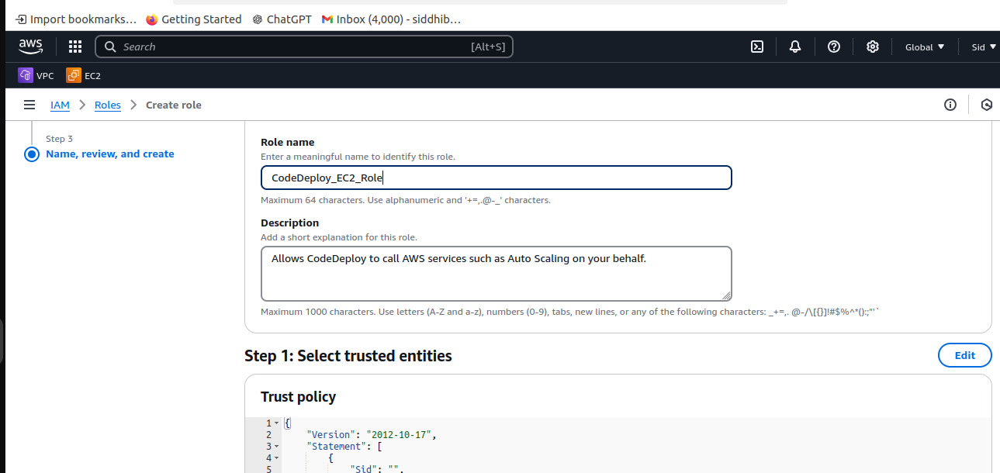 Import bookmarks... Getting Started ChatGPT Inbox (4,000) - siddhib...
aws Search [Alt+S] Global Sid
VPC EC2
IAM Roles Create role
Step 3
Name, review, and create
Role name
Enter a meaningful name to identify this role.
CodeDeploy_EC2_Role
Maximum 64 characters. Use alphanumeric and '+=,.@-_' characters.
Description
Add a short explanation for this role.
Allows CodeDeploy to call AWS services such as Auto Scaling on your behalf.
Maximum 1000 characters. Use letters (A-Z and a-z), numbers (0-9), tabs, new lines, or any of the following characters: _+=,. @-/\[{}]!#$%^*();:"'`
Step 1: Select trusted entities
Edit
Trust policy
1 {
2 "Version": "2012-10-17",
3 "Statement": [
4 {
5 "Sid": "",